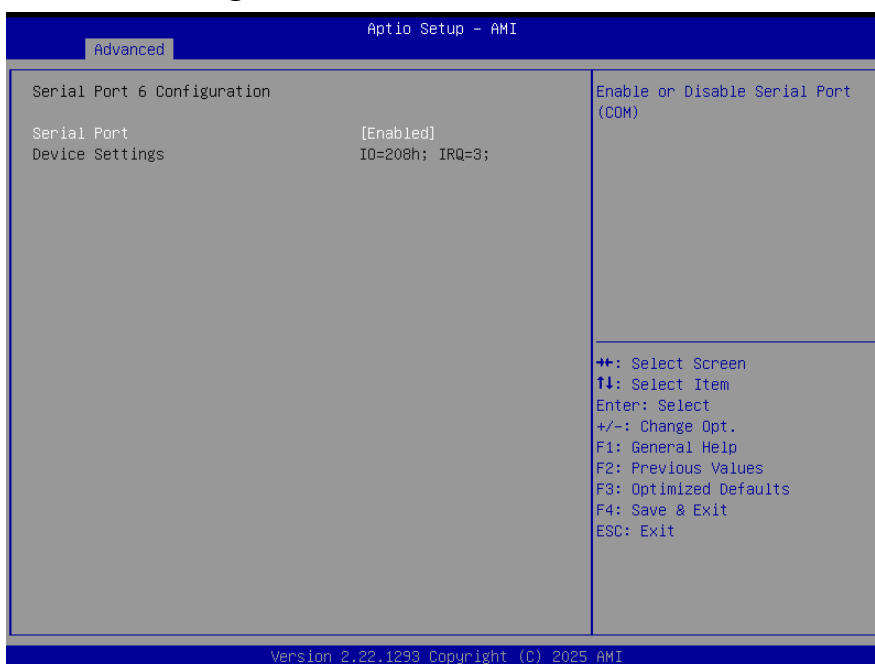 Aptio Setup – AMI
Advanced
Serial Port 6 Configuration
Serial Port [Enabled]
Device Settings IO=208h; IRQ=3;
Enable or Disable Serial Port
(COM)
→←: Select Screen
↑↓: Select Item
Enter: Select
+/-: Change Opt.
F1: General Help
F2: Previous Values
F3: Optimized Defaults
F4: Save & Exit
ESC: Exit
Version 2.22.1293 Copyright (C) 2025 AMI